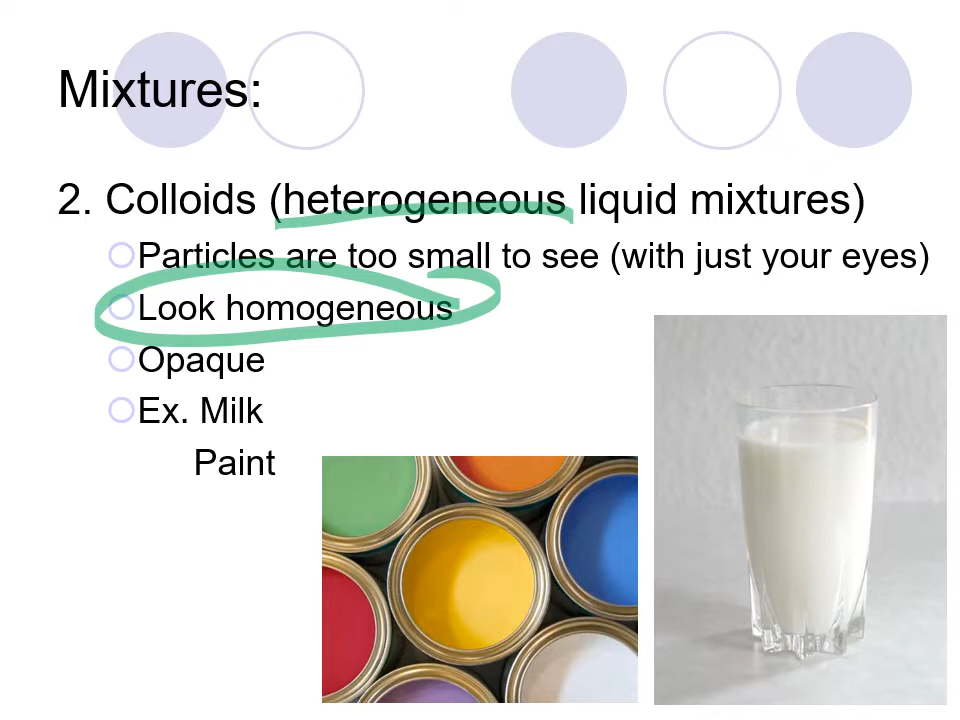 Mixtures:
2. Colloids (heterogeneous liquid mixtures)
Particles are too small to see (with just your eyes)
Look homogeneous
Opaque
Ex. Milk
Paint